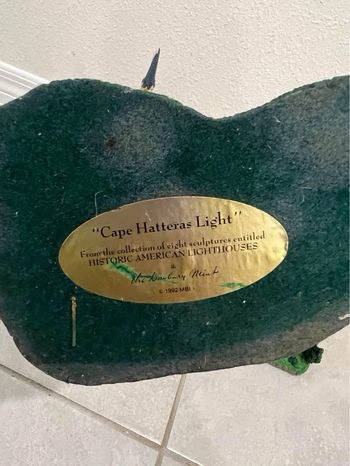 "Cape Hatteras Light"
From the collection of eight sculptures entitled
HISTORIC AMERICAN LIGHTHOUSES
The Danbury Mint
© 1992 MBI